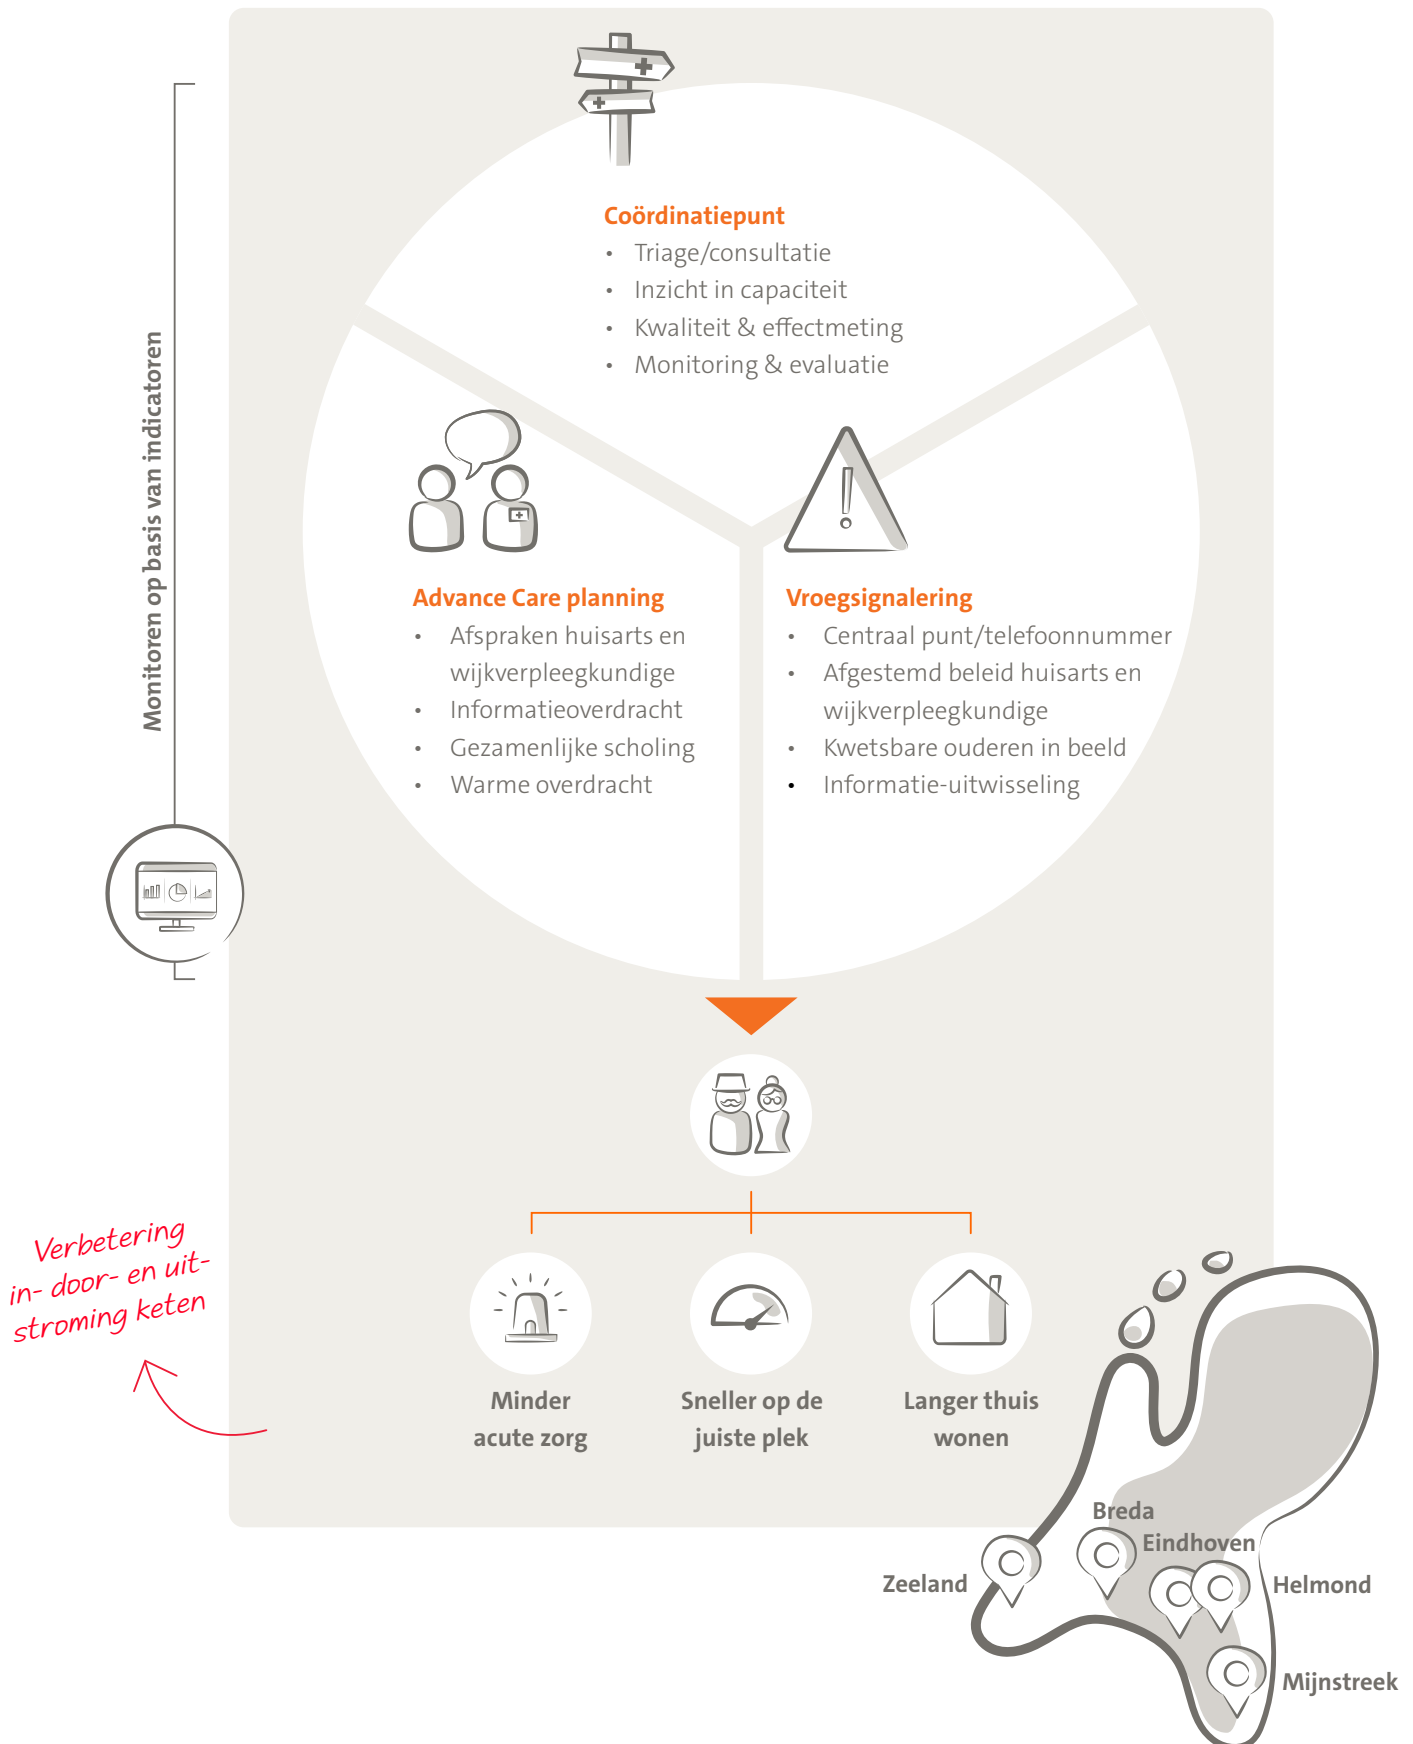 Coördinatiepunt
• Triage/consultatie
• Inzicht in capaciteit
• Kwaliteit & effectmeting
• Monitoring & evaluatie
Monitoren op basis van indicatoren
Advance Care planning
• Afspraken huisarts en
wijkverpleegkundige
• Informatieoverdracht
• Gezamenlijke scholing
• Warme overdracht
Vroegsignalering
• Centraal punt/telefoonnummer
• Afgestemd beleid huisarts en
wijkverpleegkundige
• Kwetsbare ouderen in beeld
• Informatie-uitwisseling
Verbetering
in- door- en uit-
stroming keten
Minder
acute zorg
Sneller op de
juiste plek
Langer thuis
wonen
Breda
Eindhoven
Zeeland
Helmond
Mijnstreek